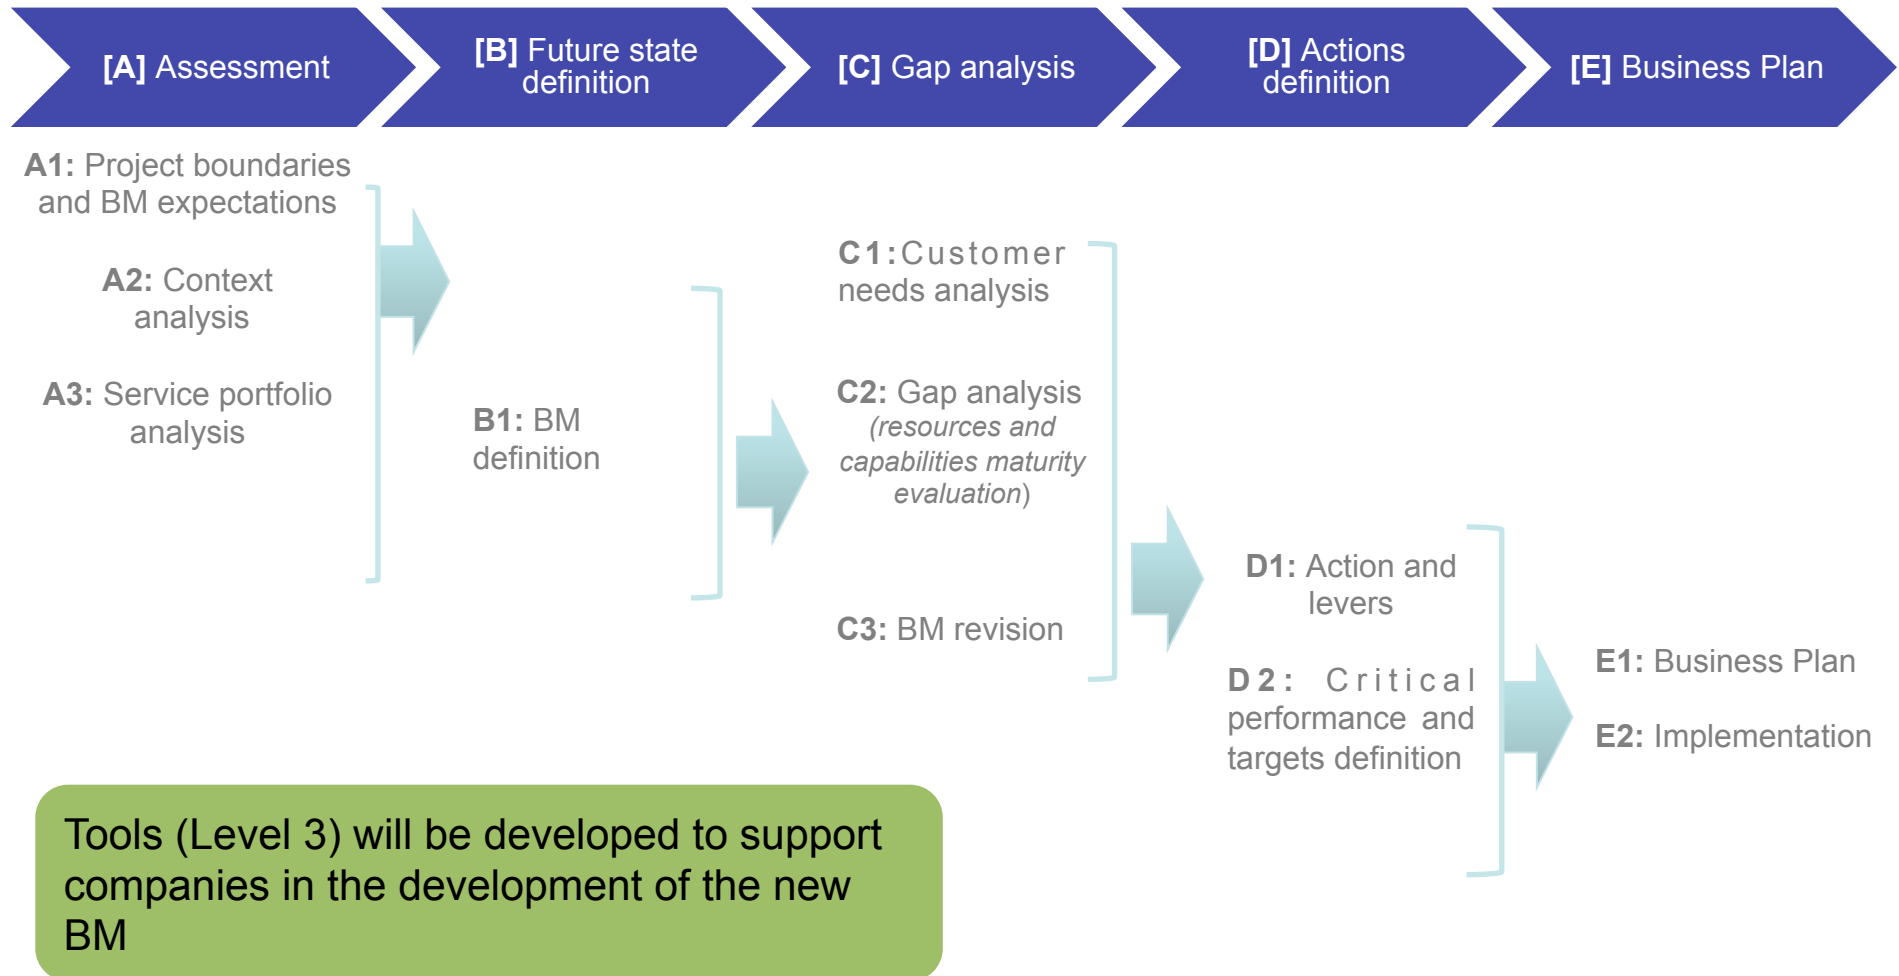 [A] Assessment
[B] Future state
definition
[C] Gap analysis
[D] Actions
definition
[E] Business Plan
A1: Project boundaries
and BM expectations
A2: Context
analysis
A3: Service portfolio
analysis
B1: BM
definition
C1:Customer
needs analysis
C2: Gap analysis
(resources and
capabilities maturity
evaluation)
C3: BM revision
D1: Action and
levers
D2: Critical
performance and
targets definition
E1: Business Plan
E2: Implementation
Tools (Level 3) will be developed to support
companies in the development of the new
BM